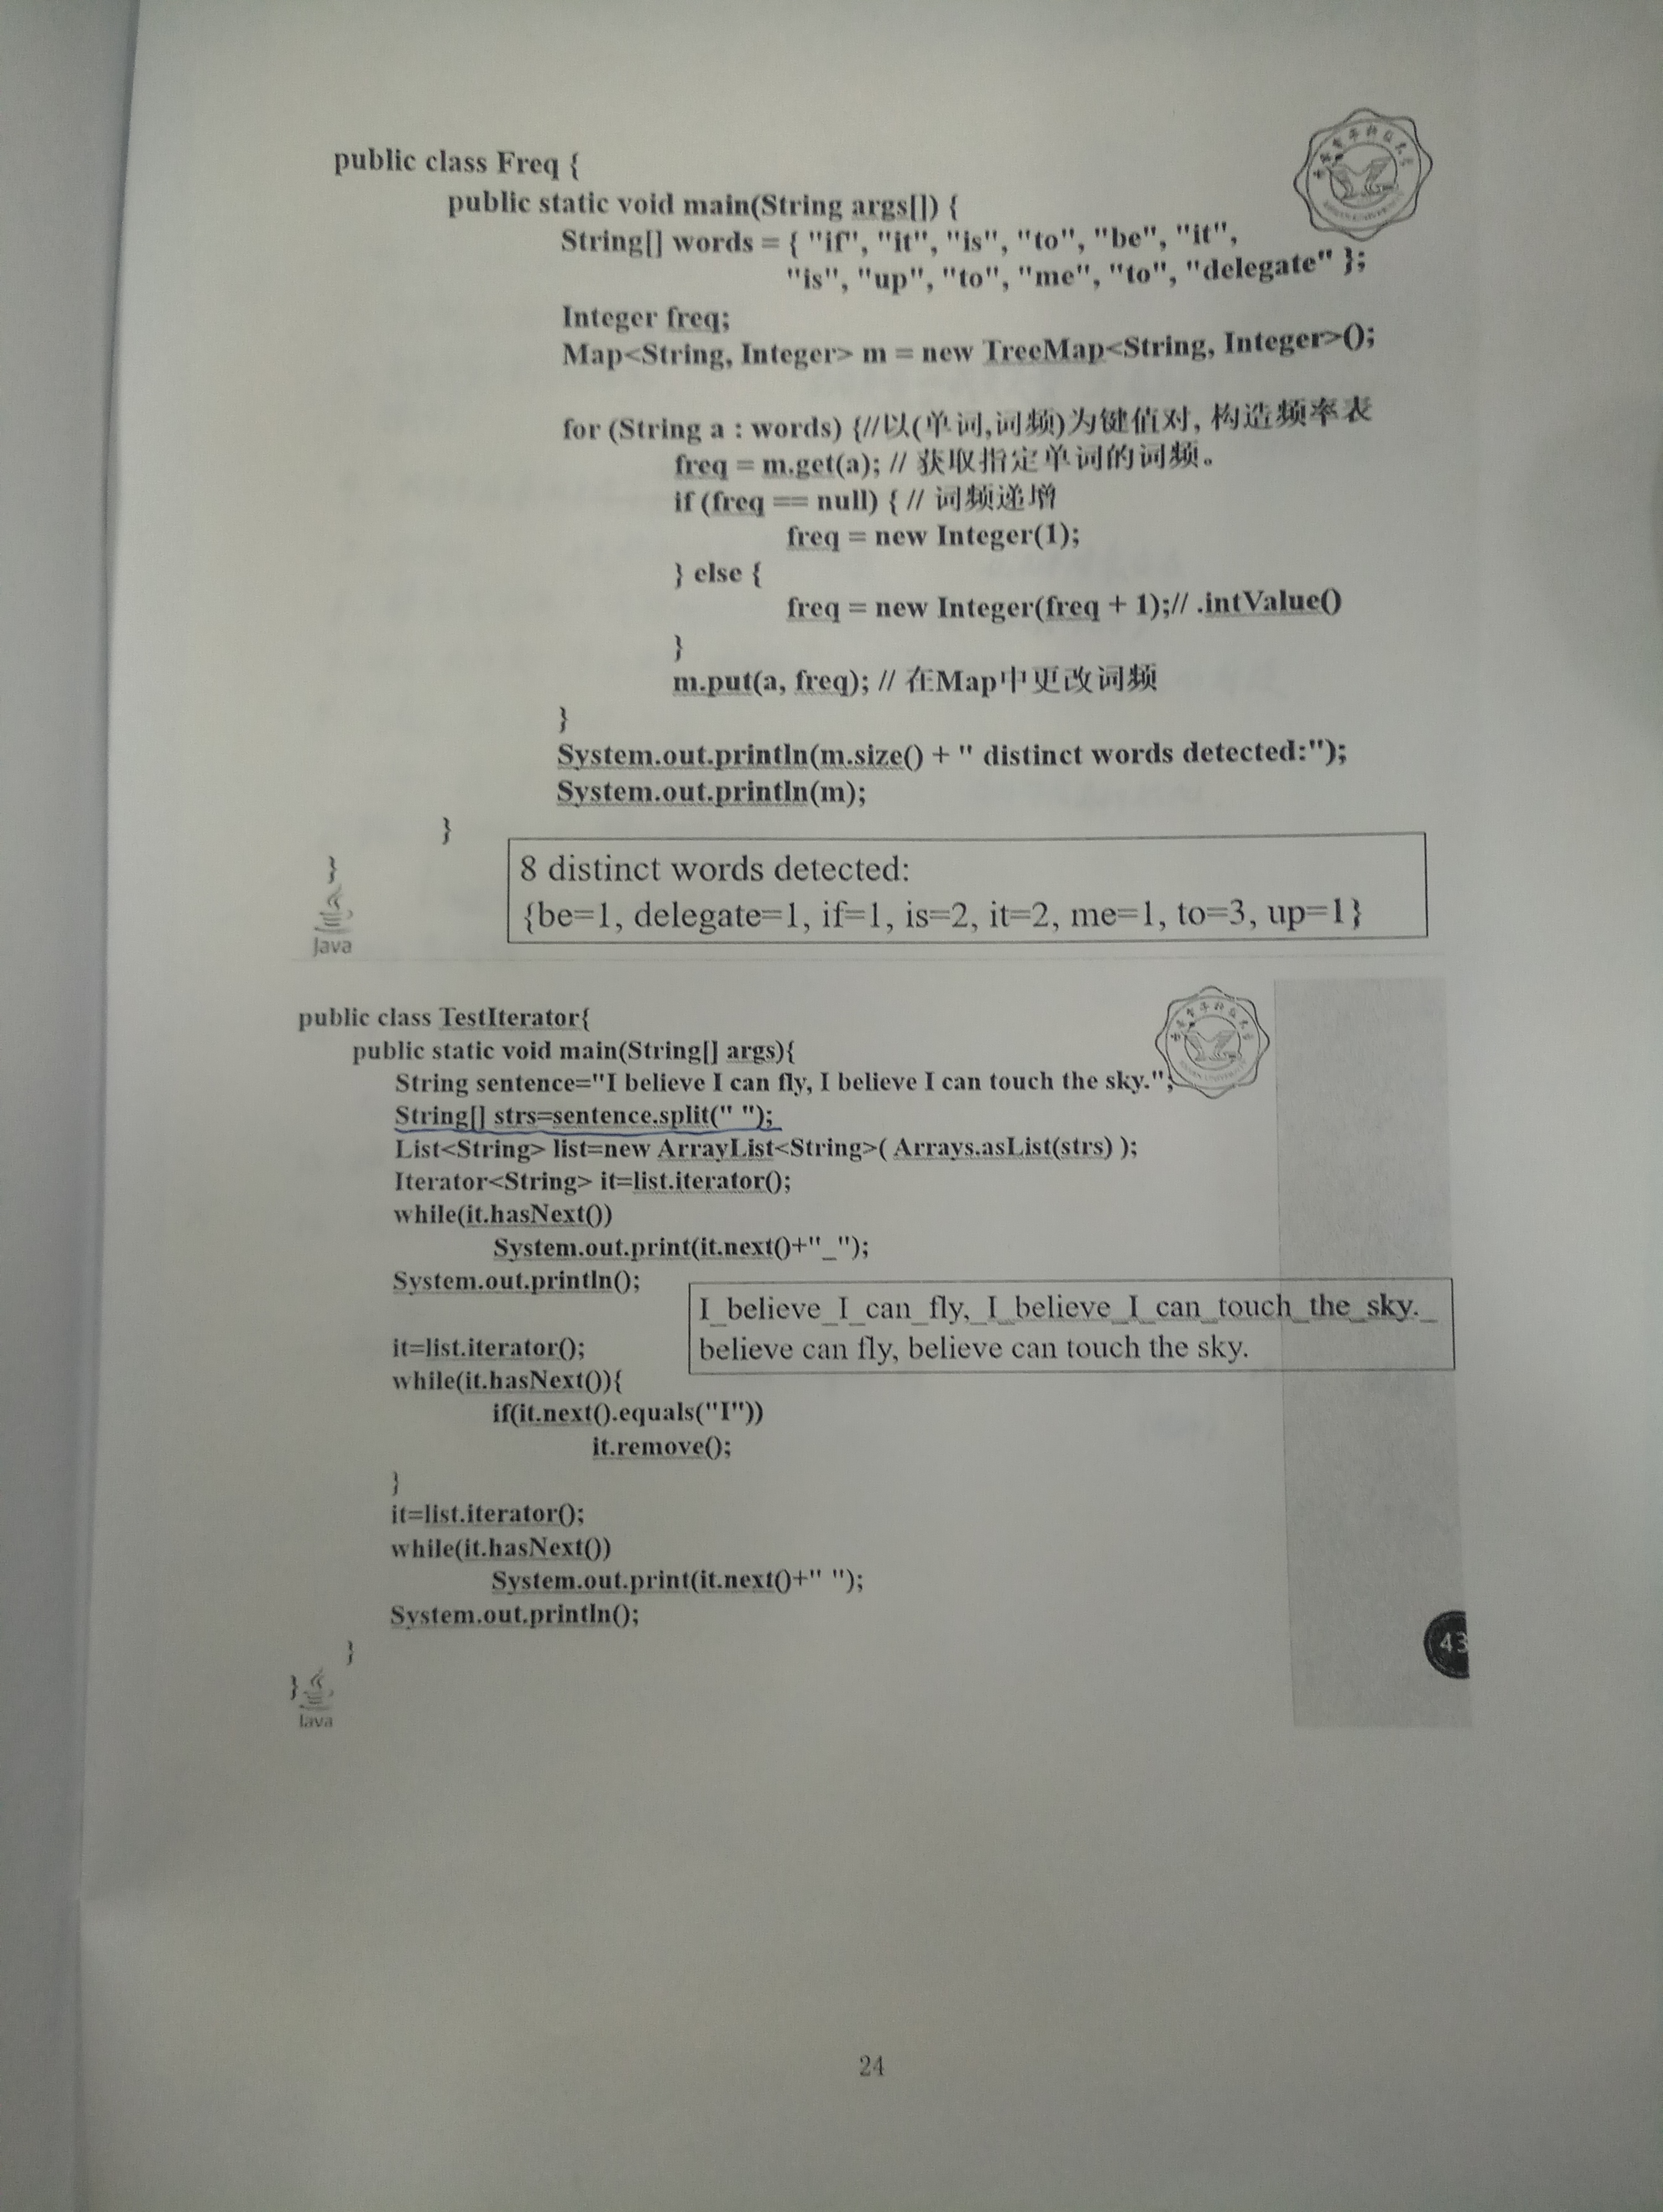 public class Freq {
public static void main(String args[]) {
String[] words = { "if", "it", "is", "to", "be", "it",
"is", "up", "to", "me", "to", "delegate" };
Integer freq;
Map<String, Integer> m = new TreeMap<String, Integer>();
for (String a : words) {//以(单词,词频)为键值对, 构造频率表
freq = m.get(a); // 获取指定单词的词频。
if (freq == null) { // 词频递增
freq = new Integer(1);
} else {
freq = new Integer(freq + 1);// .intValue()
}
m.put(a, freq); // 在Map中更改词频
}
System.out.println(m.size() + " distinct words detected:");
System.out.println(m);
}
}
8 distinct words detected:
{be=1, delegate=1, if=1, is=2, it=2, me=1, to=3, up=1}
Java
public class TestIterator{
public static void main(String[] args){
String sentence="I believe I can fly, I believe I can touch the sky.";
String[] strs=sentence.split(" ");
List<String> list=new ArrayList<String>( Arrays.asList(strs) );
Iterator<String> it=list.iterator();
while(it.hasNext())
System.out.print(it.next()+"_");
System.out.println();
I_believe_I_can_fly,_I_believe_I_can_touch_the_sky._
believe can fly, believe can touch the sky.
it=list.iterator();
while(it.hasNext()){
if(it.next().equals("I"))
it.remove();
}
it=list.iterator();
while(it.hasNext())
System.out.print(it.next()+" ");
System.out.println();
}
}
Java
43
24